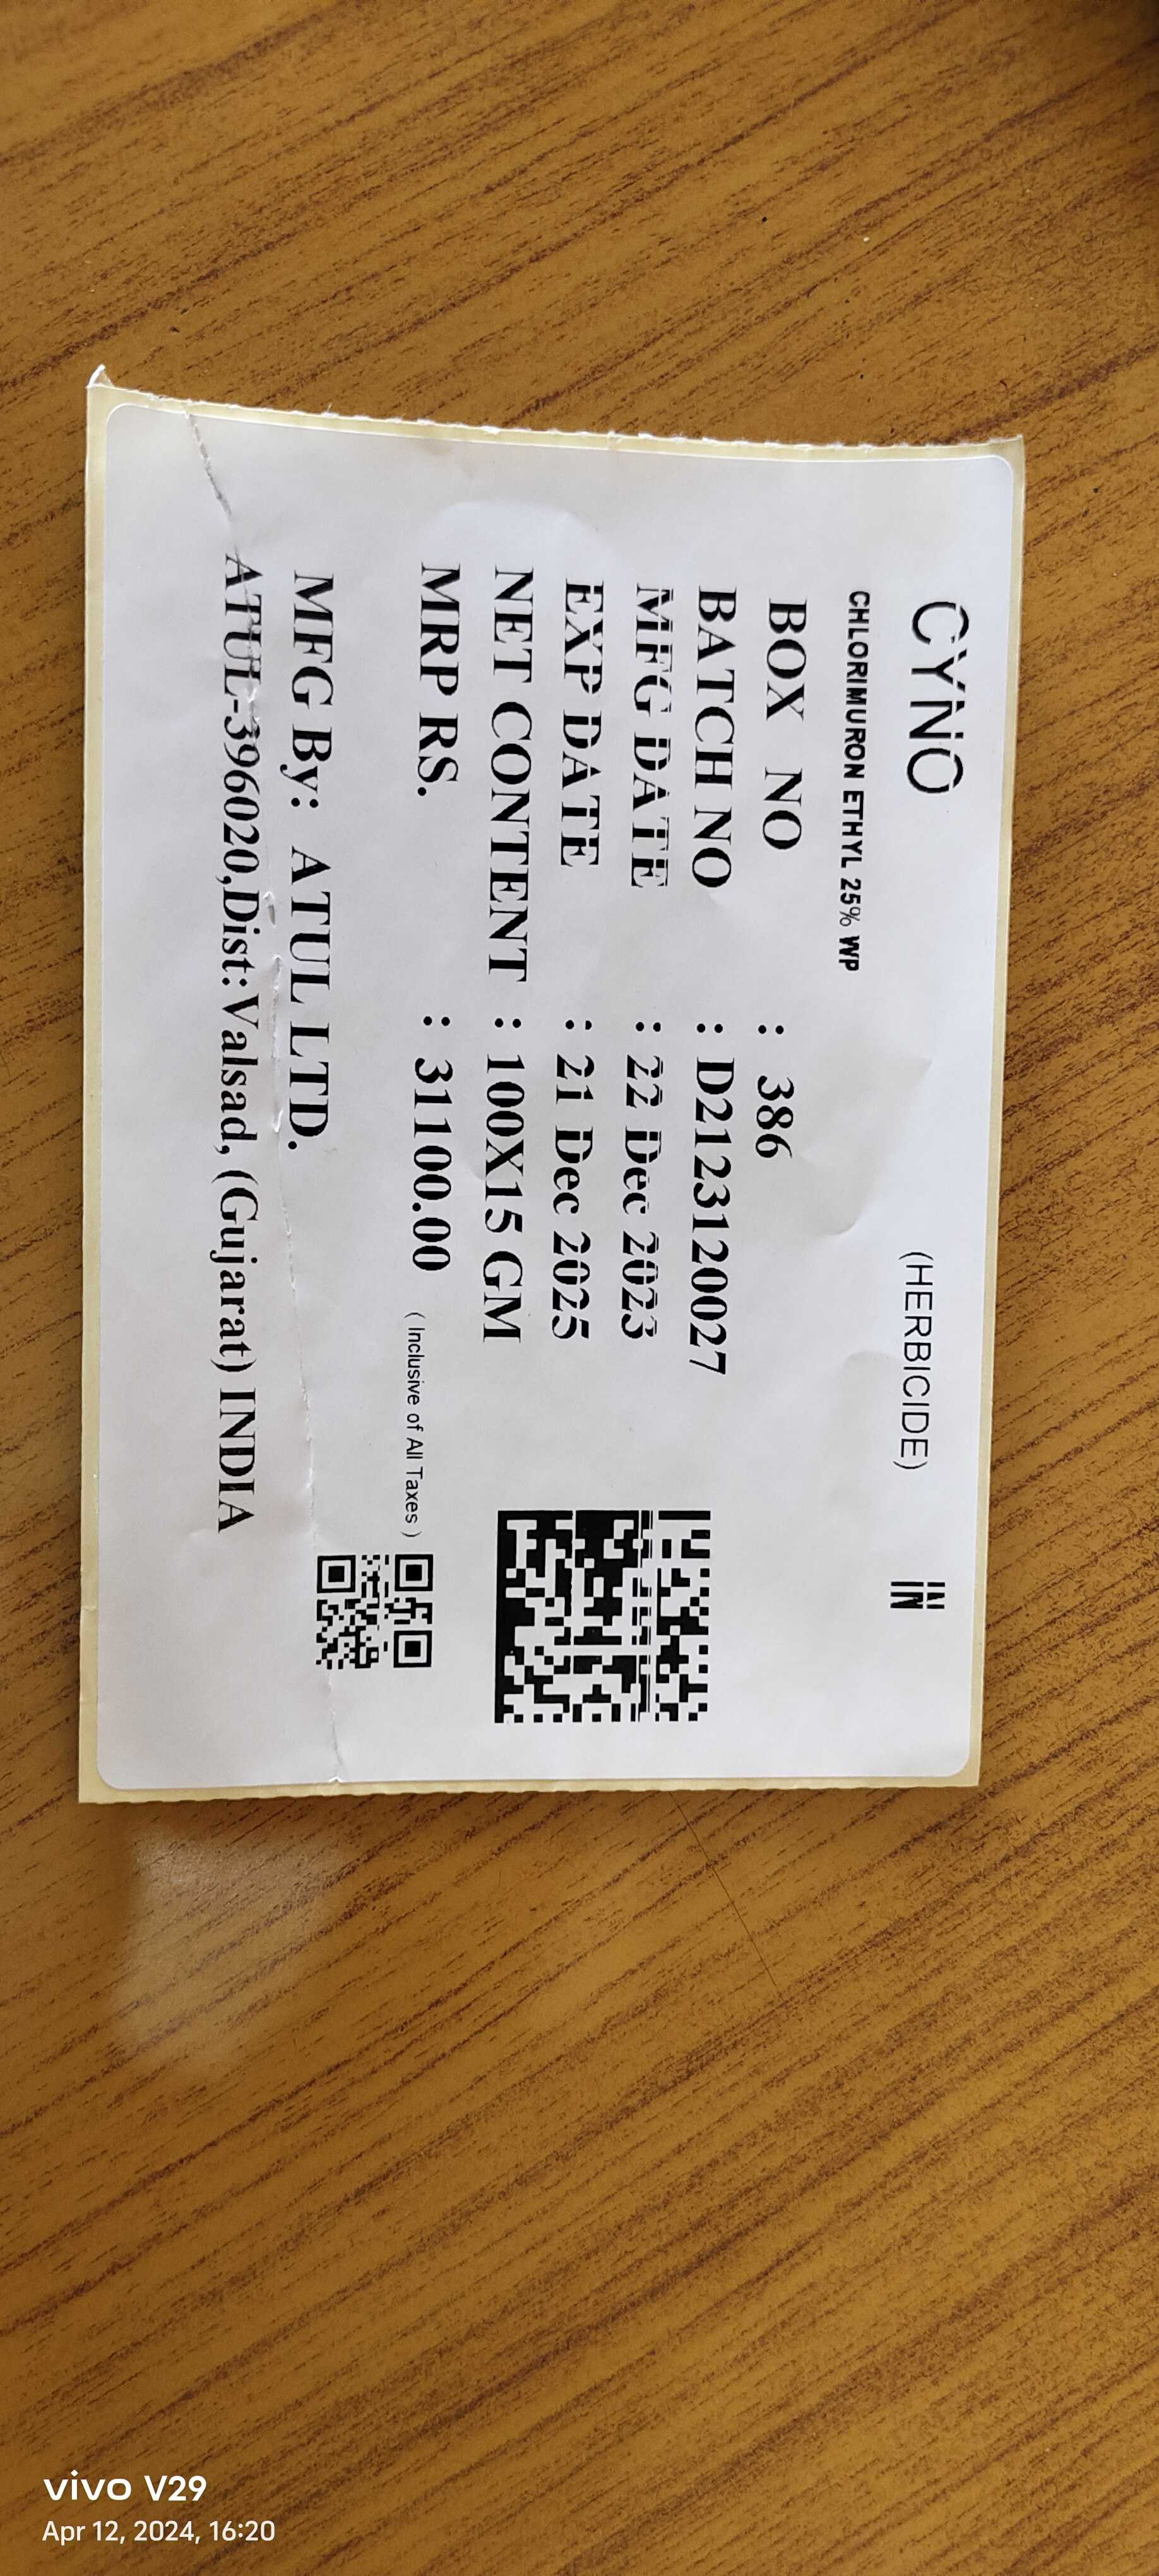 CYNO (HERBICIDE) IN
CHLORIMURON ETHYL 25% WP
BOX NO : 386
BATCH NO : D2123120027
MFG DATE : 22 Dec 2023
EXP DATE : 21 Dec 2025
NET CONTENT : 100X15 GM
MRP RS. : 31100.00 ( Inclusive of All Taxes )
MFG By: ATUL LTD.
ATUL-396020,Dist:Valsad, (Gujarat) INDIA
vivo V29
Apr 12, 2024, 16:20